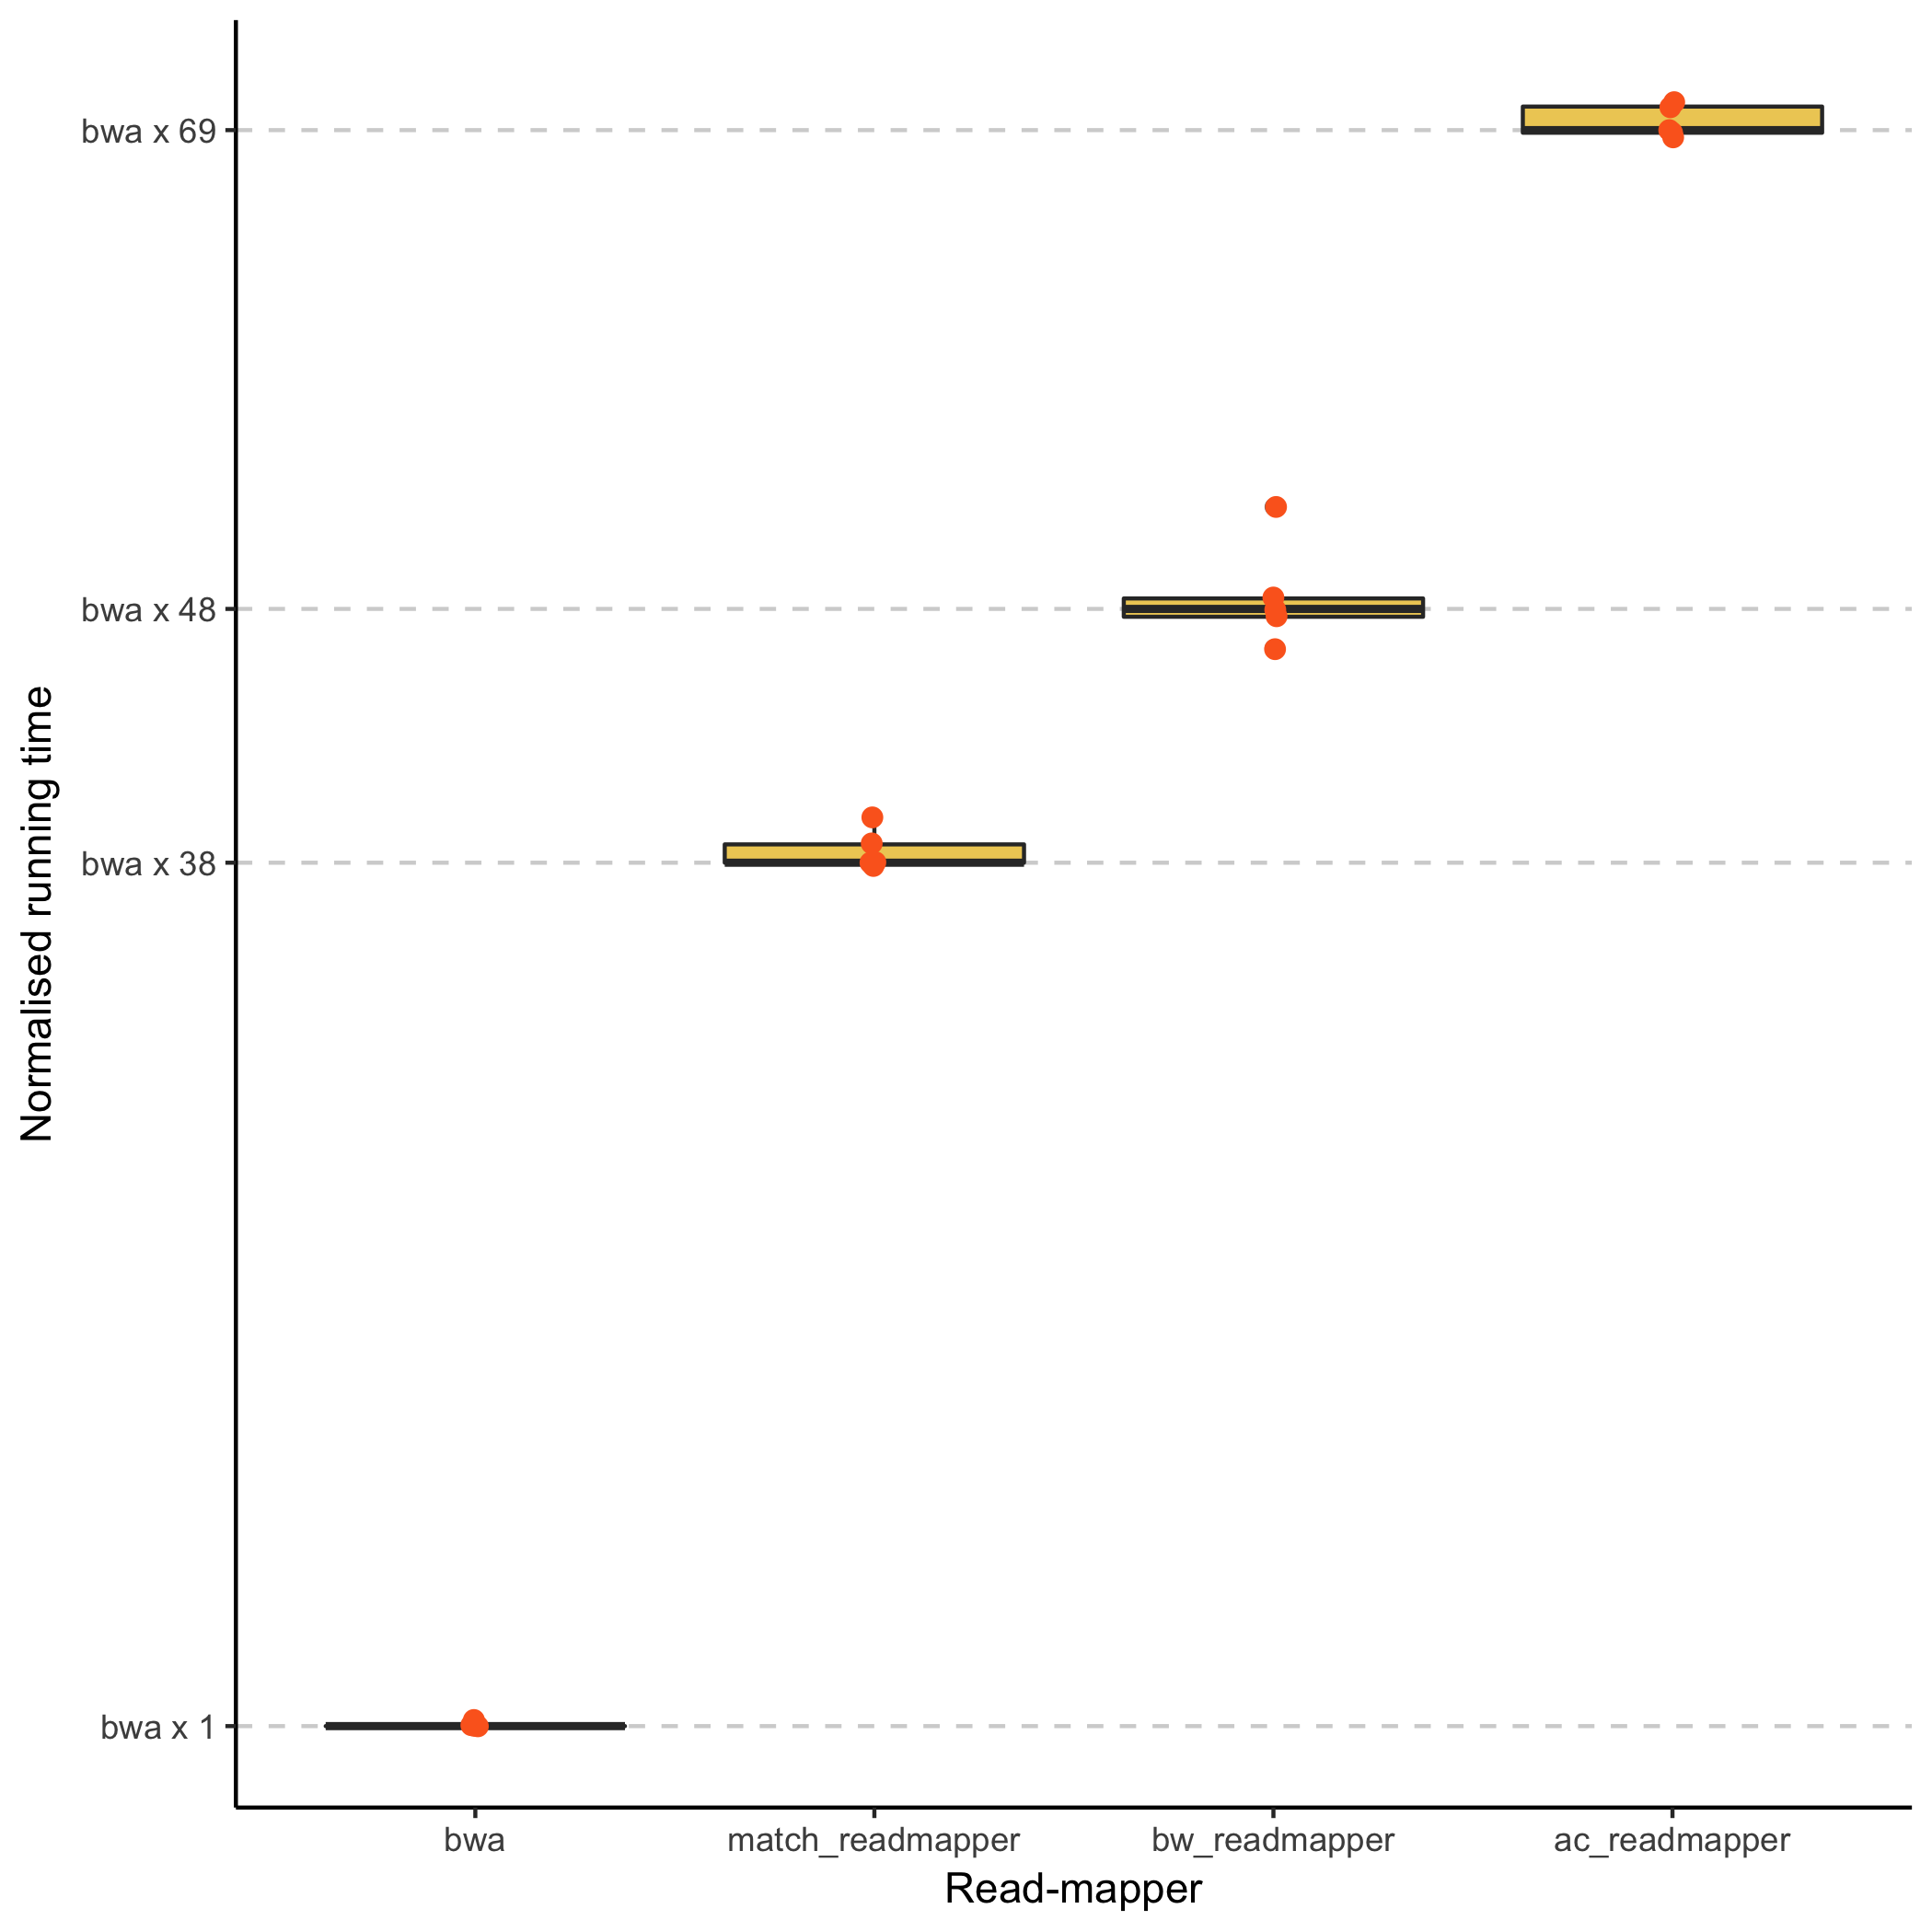 bwa x 69
bwa x 48
bwa x 38
bwa x 1
Normalised running time
bwa
match_readmapper
bw_readmapper
ac_readmapper
Read-mapper